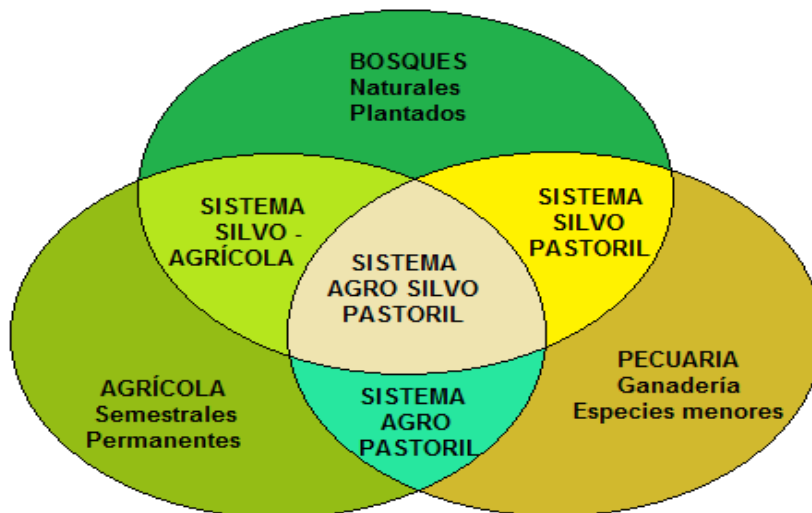 BOSQUES
Naturales
Plantados
SISTEMA
SILVO -
AGRÍCOLA
SISTEMA
SILVO
PASTORIL
SISTEMA
AGRO SILVO
PASTORIL
AGRÍCOLA
Semestrales
Permanentes
SISTEMA
AGRO
PASTORIL
PECUARIA
Ganadería
Especies menores